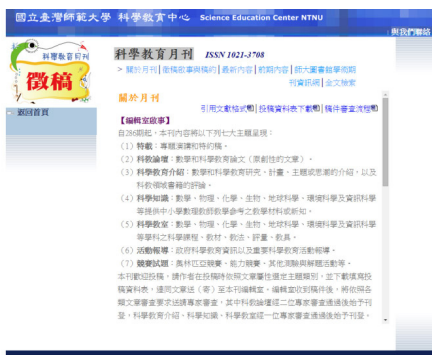 國立臺灣師範大學 科學教育中心 Science Education Center NTNU
與我們聯絡
科學教育月刊
徵稿
返回首頁
科學教育月刊 ISSN 1021-3708
> 關於月刊│徵稿啟事與稿約│最新內容│前期內容│師大圖書館學術期
刊資訊網│全文檢索
關於月刊
引用文獻格式 投稿資料表下載 稿件審查流程
【編輯室啟事】
自286期起，本刊內容將以下列七大主題呈現：
（1）特載：專題演講和特約稿。
（2）科教論壇：數學和科學教育論文（原創性的文章）。
（3）科學教育介紹：數學和科學教育研究、計畫、主題或思潮的介紹，以及
科教領域書籍的評論。
（4）科學知識：數學、物理、化學、生物、地球科學、環境科學及資訊科學
等提供中小學數理教師教學參考之教學材料或新知。
（5）科學教室：數學、物理、化學、生物、地球科學、環境科學及資訊科學
等學科之科學課程、教材、教法、評量、教具。
（6）活動報導：政府科學教育資訊以及重要科學教育活動報導。
（7）競賽試題：奧林匹亞競賽、能力競賽、其他測驗與解題活動等。
本刊歡迎投稿，請作者在投稿時依照文章屬性選定主題類別，並下載填寫投
稿資料表，連同文章送（寄）至本刊編輯室。編輯室收到稿件後，將依照各
類文章審查要求送請專家審查，其中科教論壇經二位專家審查通過後始予刊
登，科學教育介紹、科學知識、科學教室經一位專家審查通過後始予刊登。